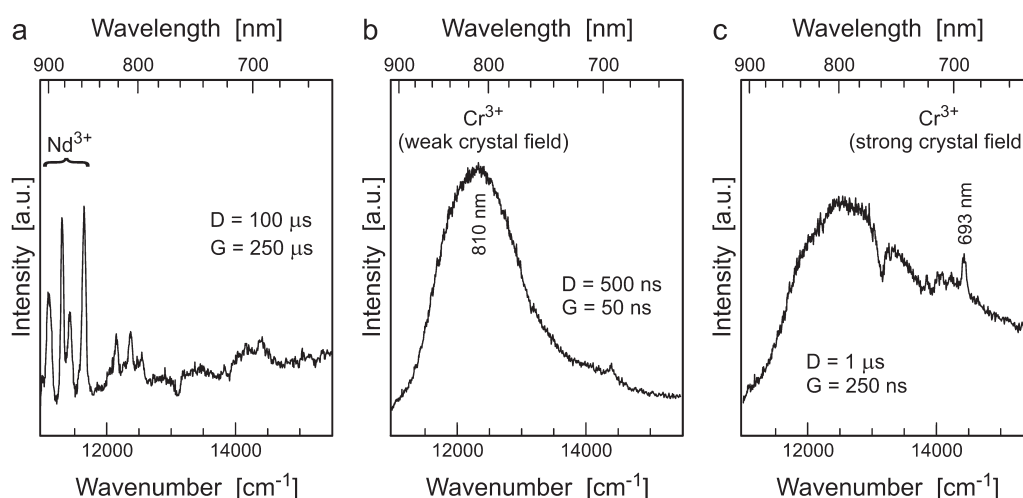 a
Wavelength [nm]
900 800 700
Nd3+
D = 100 μs
G = 250 μs
Intensity [a.u.]
12000 14000
Wavenumber [cm-1]
b
Wavelength [nm]
900 800 700
Cr3+
(weak crystal field)
810 nm
D = 500 ns
G = 50 ns
Intensity [a.u.]
12000 14000
Wavenumber [cm-1]
c
Wavelength [nm]
900 800 700
Cr3+
(strong crystal field
693 nm
D = 1 μs
G = 250 ns
Intensity [a.u.]
12000 14000
Wavenumber [cm-1]